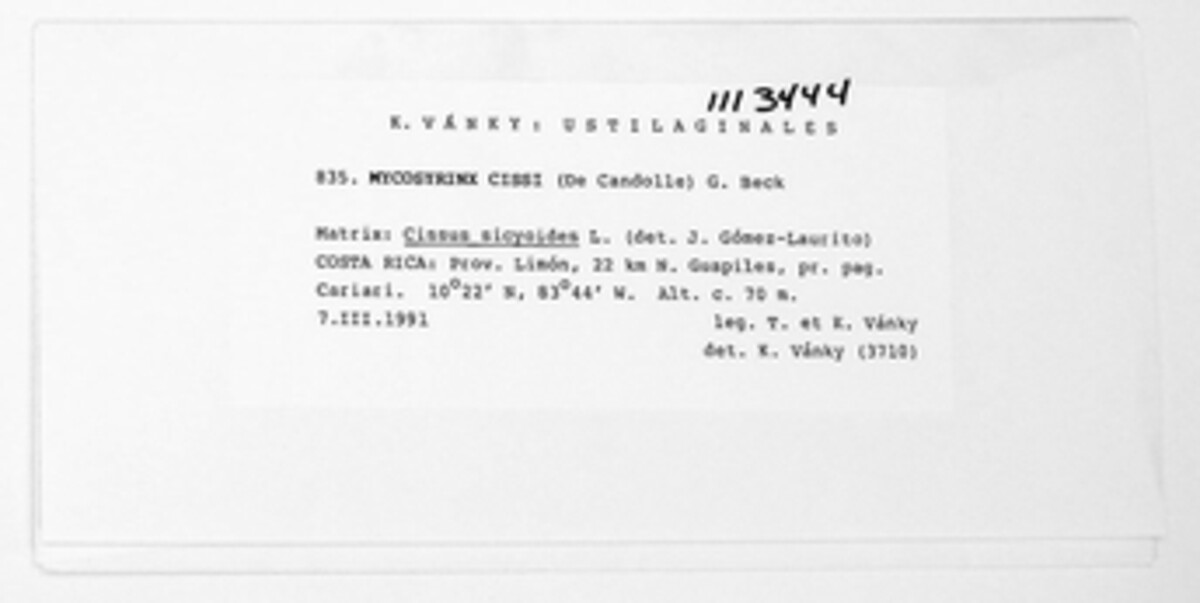 1113444
K. VÁNKY: USTILAGINALES
835. MYCOSYRINX CISSI (De Candolle) G. Beck
Matrix: Cissus sicyoides L. (det. J. Gómez-Laurito)
COSTA RICA: Prov. Limón, 22 km N. Guapiles, pr. pag.
Cariari. 10°22' N, 83°44' W. Alt. c. 70 m.
7.III.1991 leg. T. et K. Vánky
det. K. Vánky (3710)